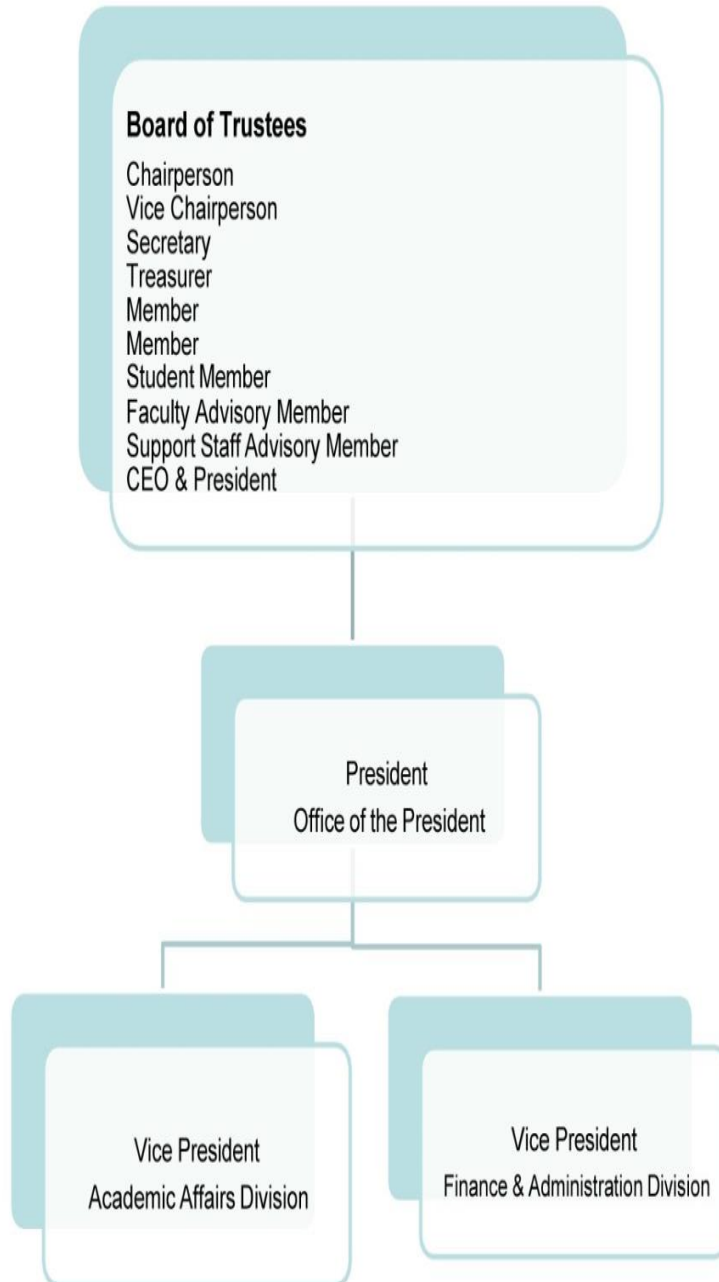 Board of Trustees
Chairperson
Vice Chairperson
Secretary
Treasurer
Member
Member
Student Member
Faculty Advisory Member
Support Staff Advisory Member
CEO & President
President
Office of the President
Vice President
Academic Affairs Division
Vice President
Finance & Administration Division